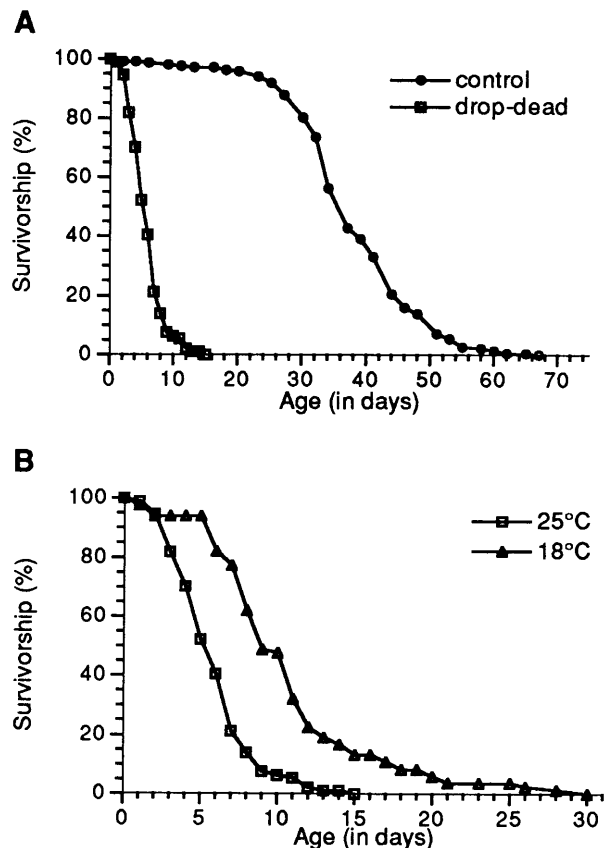 A
Survivorship (%)
100
80
60
40
20
0
control
drop-dead
0 10 20 30 40 50 60 70
Age (in days)
B
Survivorship (%)
100
80
60
40
20
0
25°C
18°C
0 5 10 15 20 25 30
Age (in days)